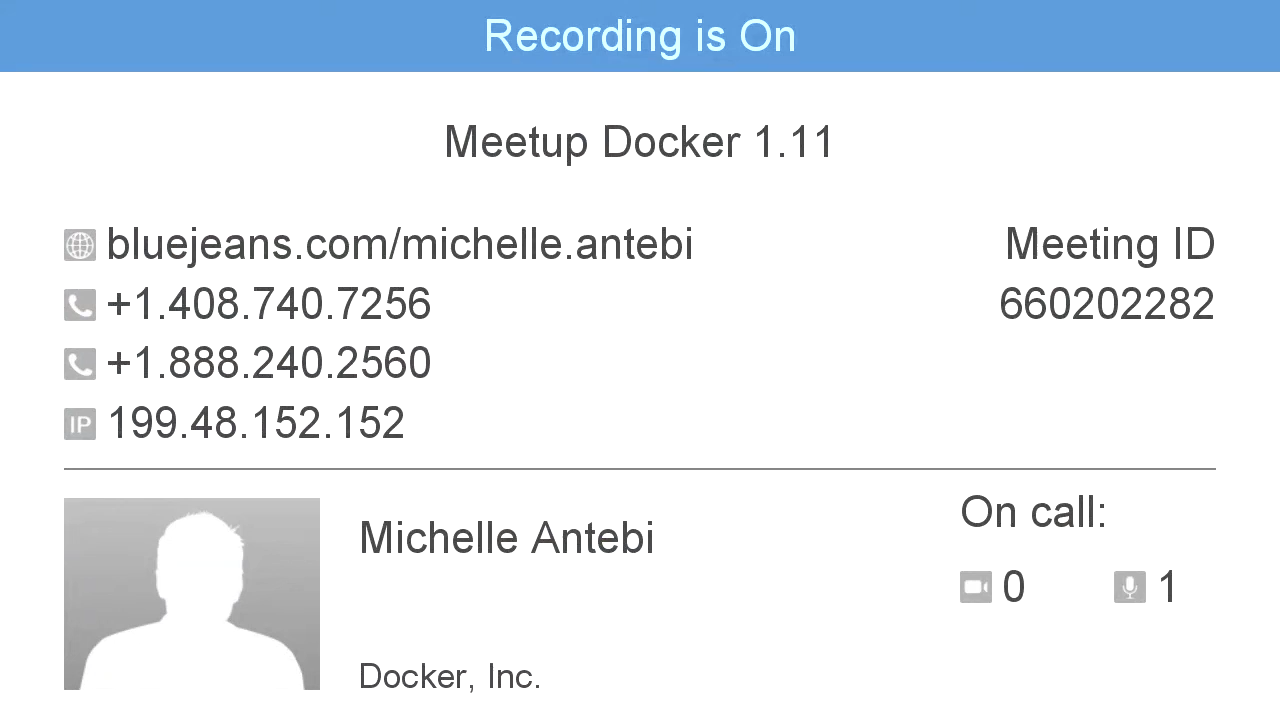 Recording is On
Meetup Docker 1.11
bluejeans.com/michelle.antebi
+1.408.740.7256
+1.888.240.2560
IP 199.48.152.152
Meeting ID
660202282
Michelle Antebi
Docker, Inc.
On call:
0 1